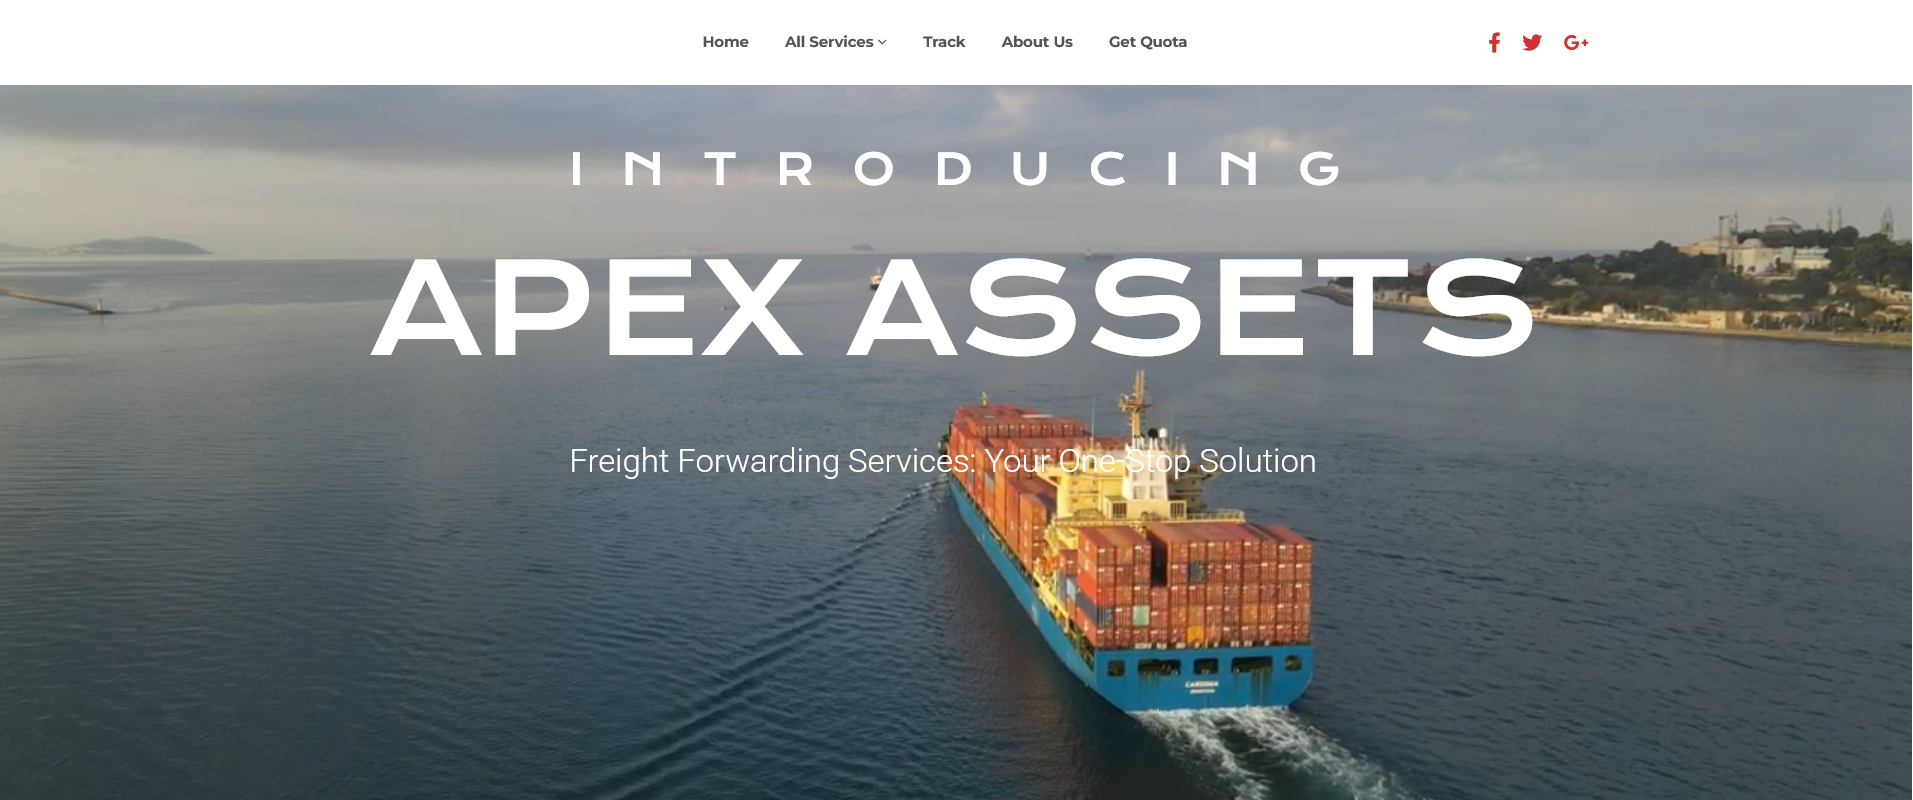 Home All Services Track About Us Get Quota
INTRODUCING
APEX ASSETS
Freight Forwarding Services: Your One-Stop Solution